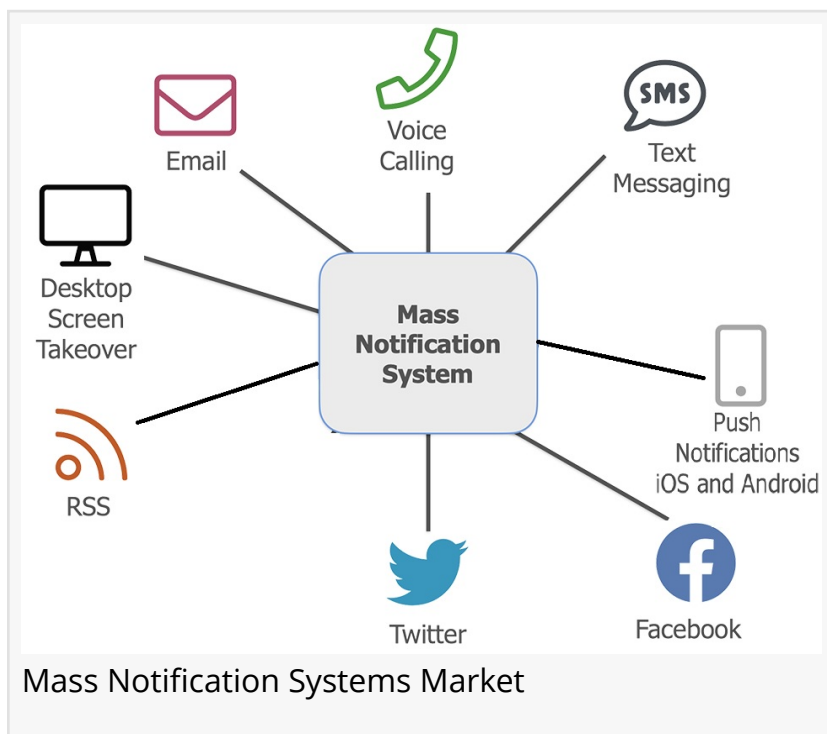 Email
Voice
Calling
SMS
Text
Messaging
Desktop
Screen
Takeover
Mass
Notification
System
Push
Notifications
iOS and Android
RSS
Twitter
Facebook
Mass Notification Systems Market